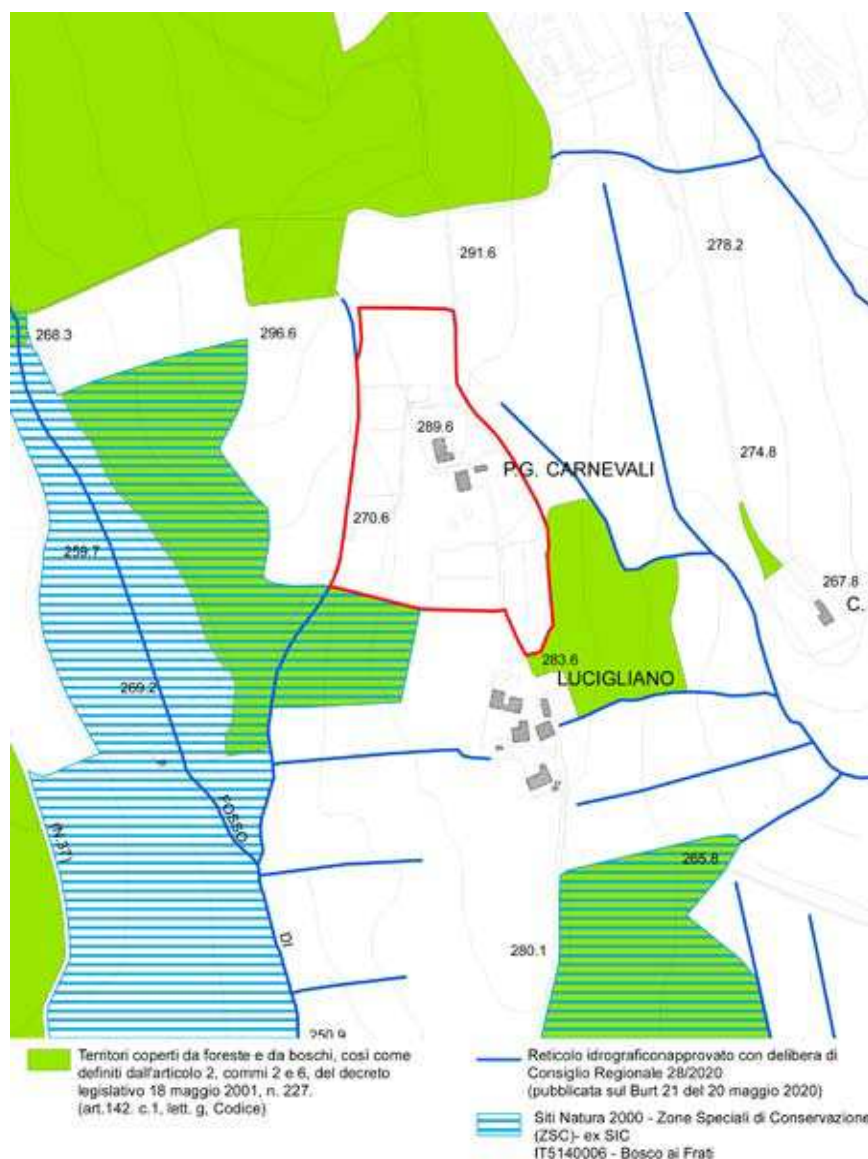 291.6
278.2
268.3
296.6
289.6
274.8
P.G. CARNEVALI
270.6
259.7
267.8
C.
283.6
LUCIGLIANO
269.2
FOSSO
(N.37)
265.8
DI
280.1
250.9
Territori coperti da foreste e da boschi, così come
definiti dall'articolo 2, commi 2 e 6, del decreto
legislativo 18 maggio 2001, n. 227.
(art.142. c.1, lett. g, Codice)
Reticolo idrograficonapprovato con delibera di
Consiglio Regionale 28/2020
(pubblicata sul Burt 21 del 20 maggio 2020)
Siti Natura 2000 - Zone Speciali di Conservazione
(ZSC)- ex SIC
IT5140006 - Bosco ai Frati